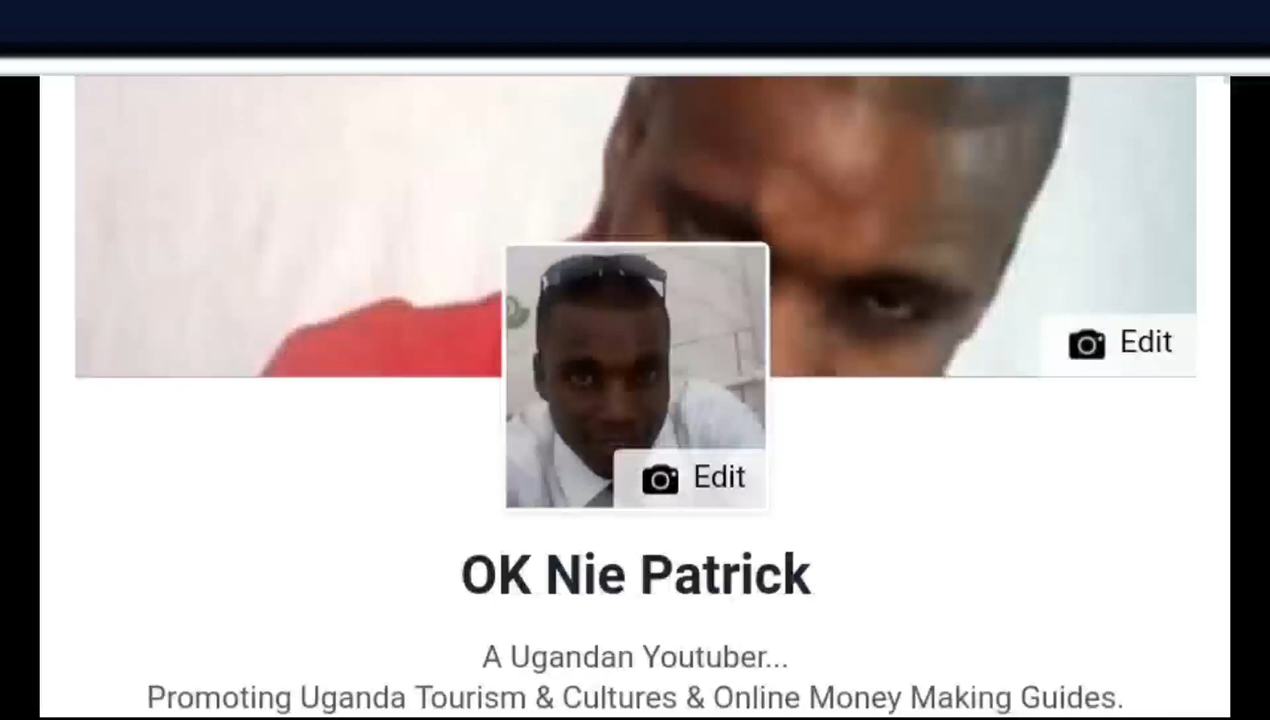 Edit
Edit
OK Nie Patrick
A Ugandan Youtuber...
Promoting Uganda Tourism & Cultures & Online Money Making Guides.